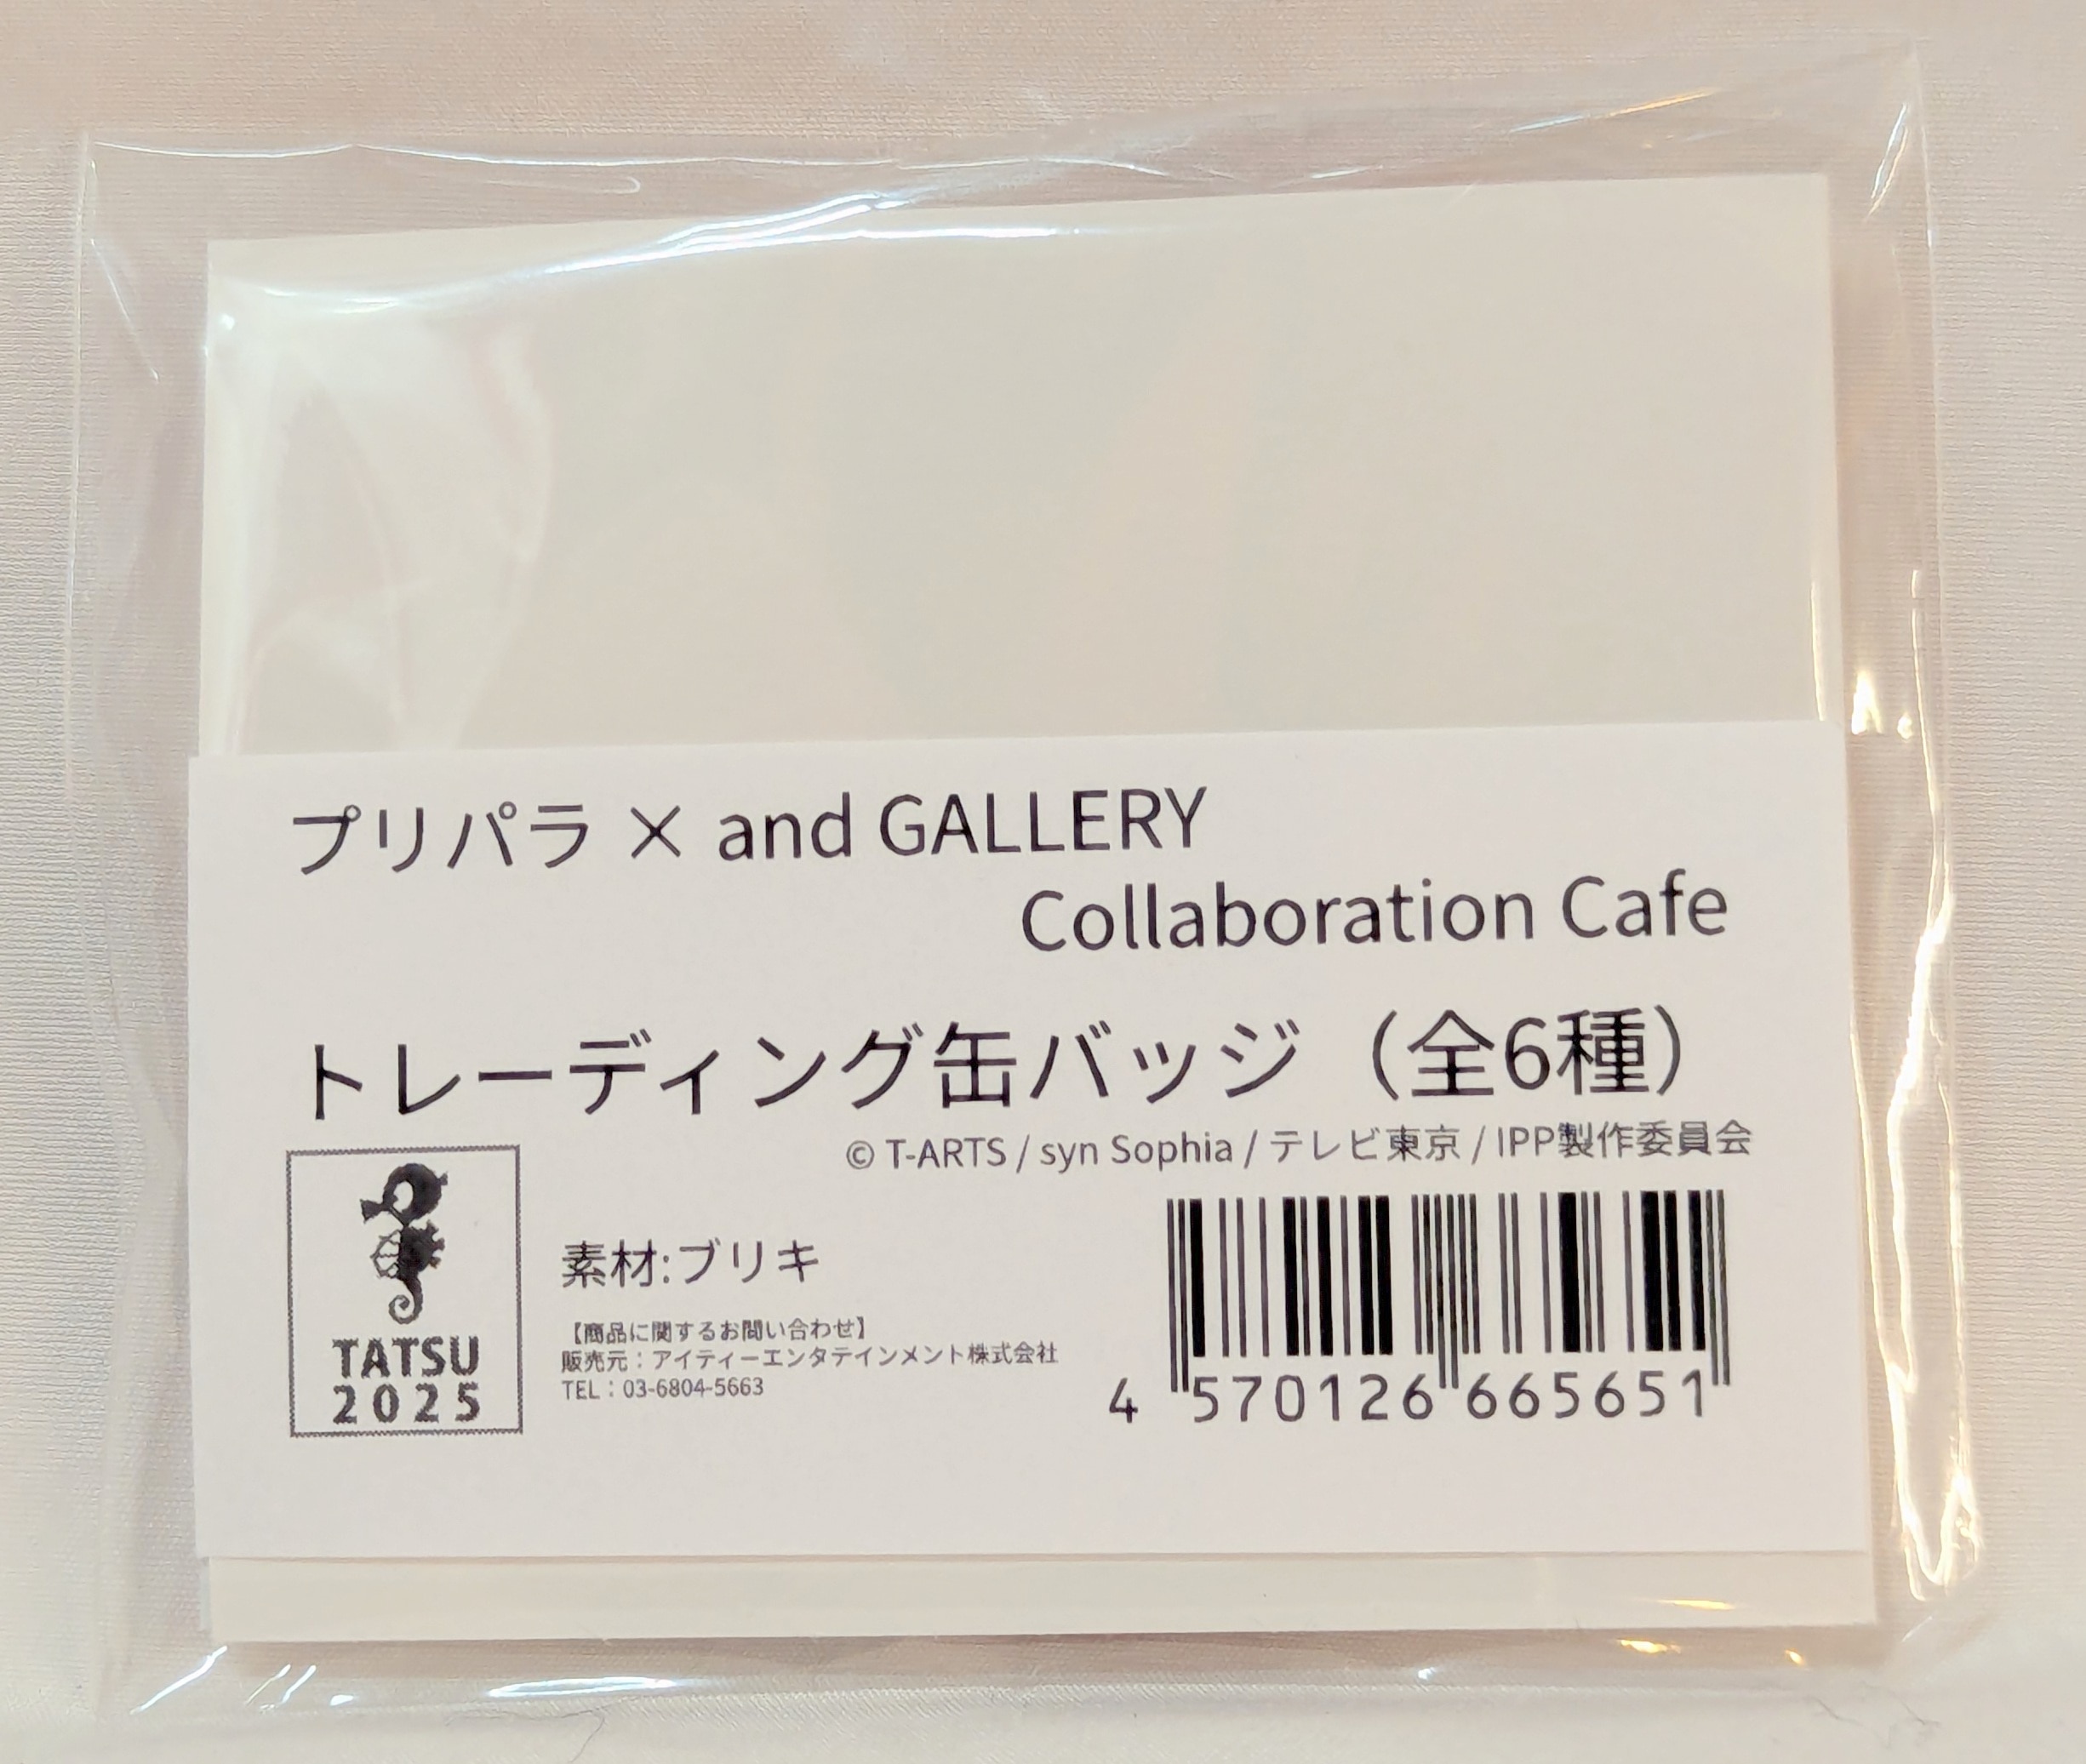 プリパラ × and GALLERY
Collaboration Cafe
トレーディング缶バッジ（全6種）
© T-ARTS / syn Sophia / テレビ東京 / IPP製作委員会
TATSU
2025
素材:ブリキ
【商品に関するお問い合わせ】
販売元：アイティーエンタテインメント株式会社
TEL：03-6804-5663
4 570126 665651